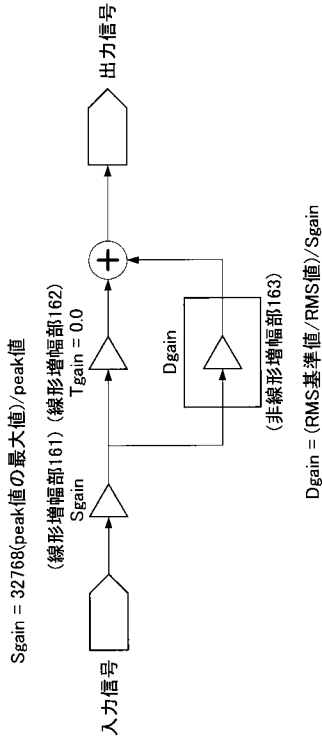 Sgain = 32768(peak値の最大値)/peak値
(線形増幅部161)
(線形増幅部162)
Sgain
Tgain = 0.0
入力信号
出力信号
+
Dgain
(非線形増幅部163)
Dgain = (RMS基準値/RMS値)/Sgain